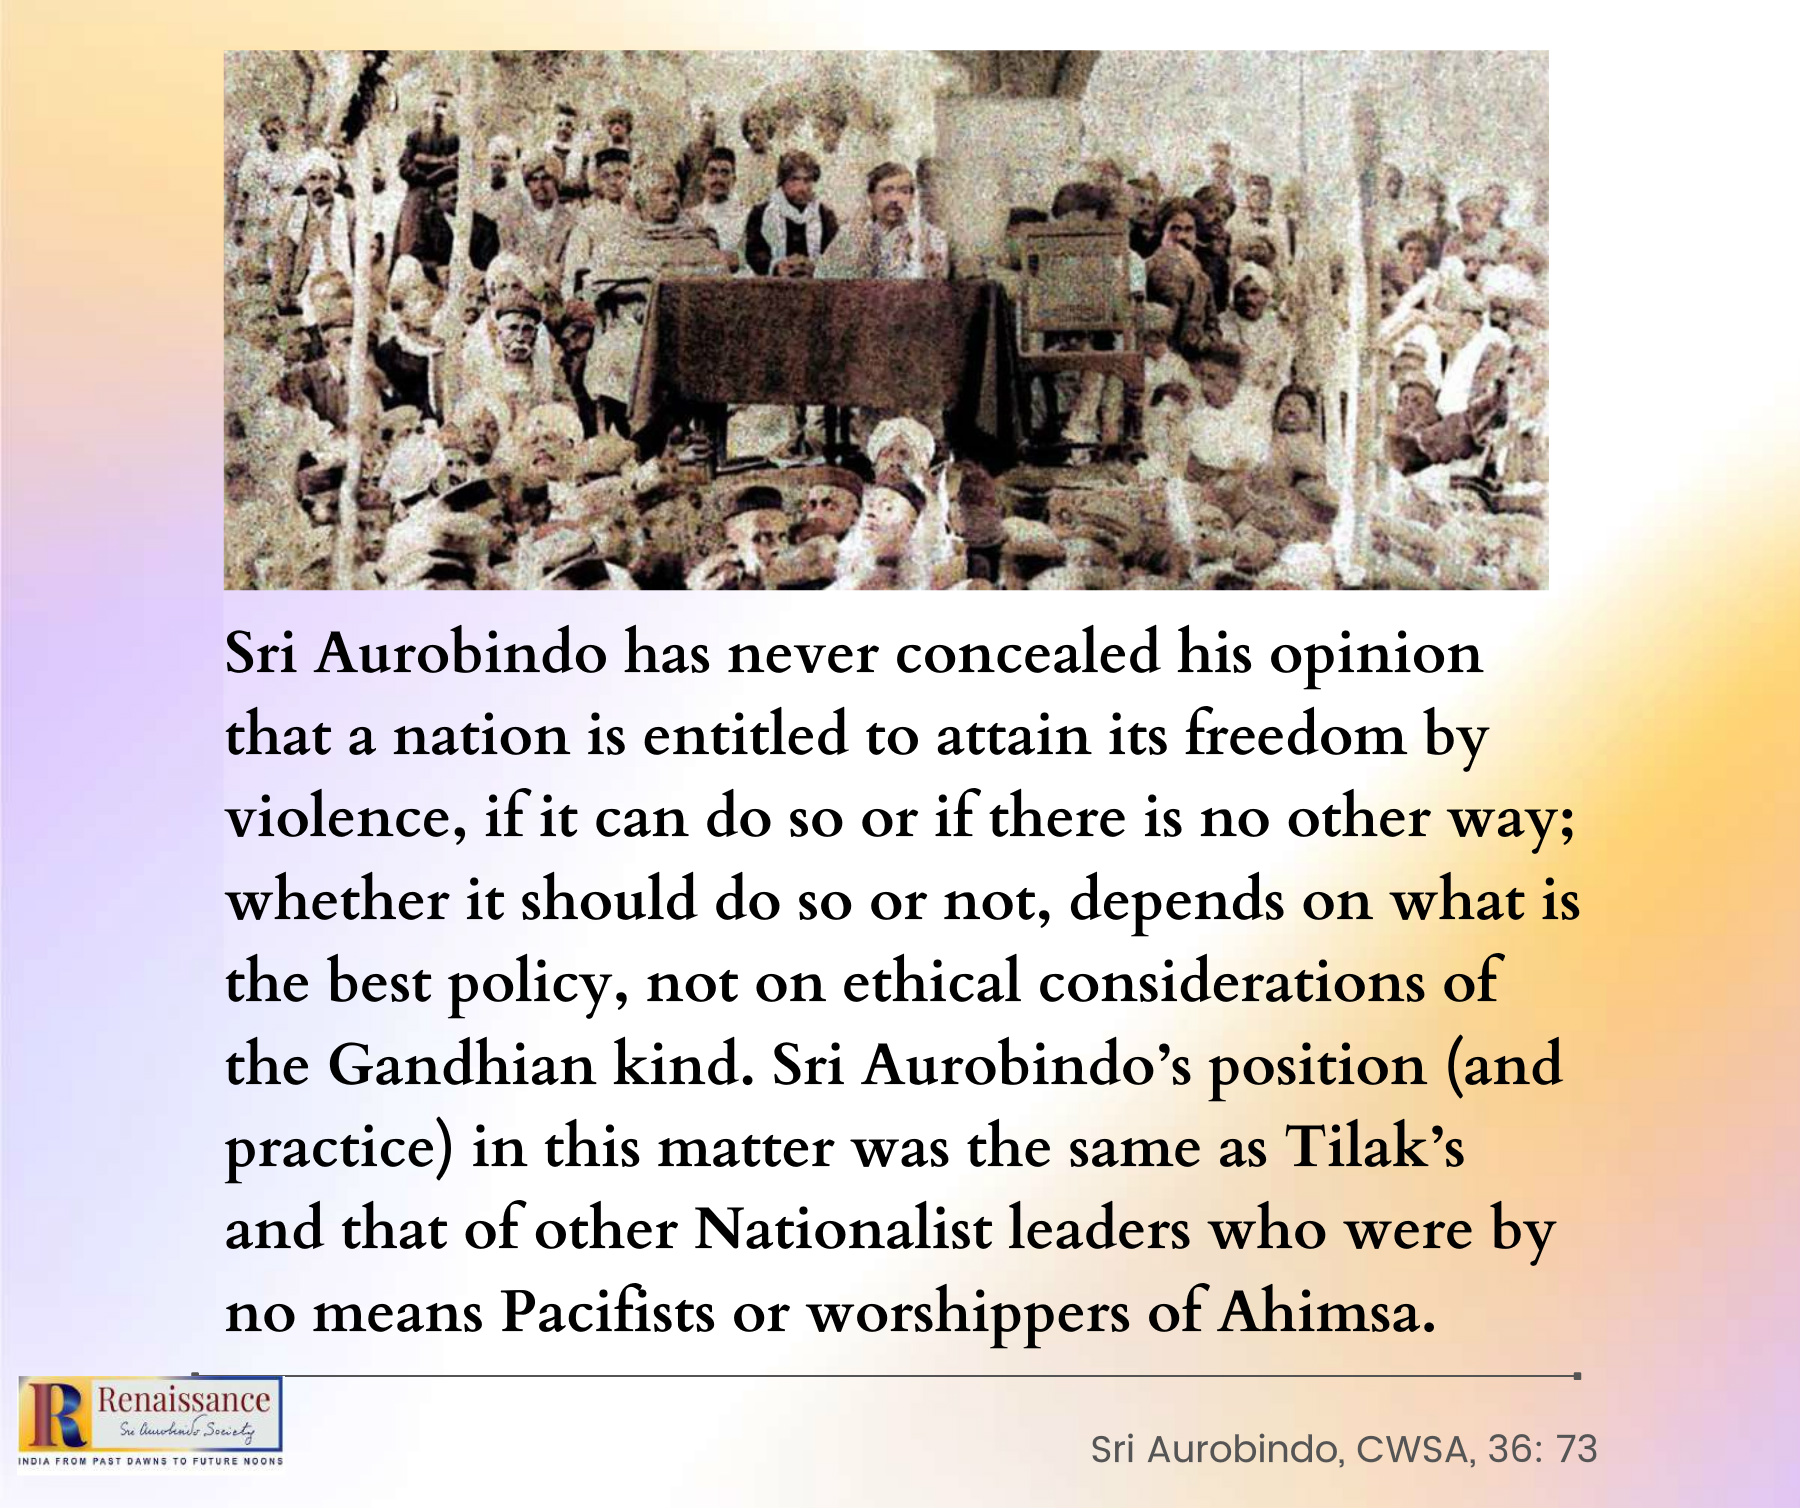 Sri Aurobindo has never concealed his opinion
that a nation is entitled to attain its freedom by
violence, if it can do so or if there is no other way;
whether it should do so or not, depends on what is
the best policy, not on ethical considerations of
the Gandhian kind. Sri Aurobindo’s position (and
practice) in this matter was the same as Tilak’s
and that of other Nationalist leaders who were by
no means Pacifists or worshippers of Ahimsa.
R Renaissance
Sri Aurobindo Society
INDIA FROM PAST DAWNS TO FUTURE NOONS
Sri Aurobindo, CWSA, 36: 73